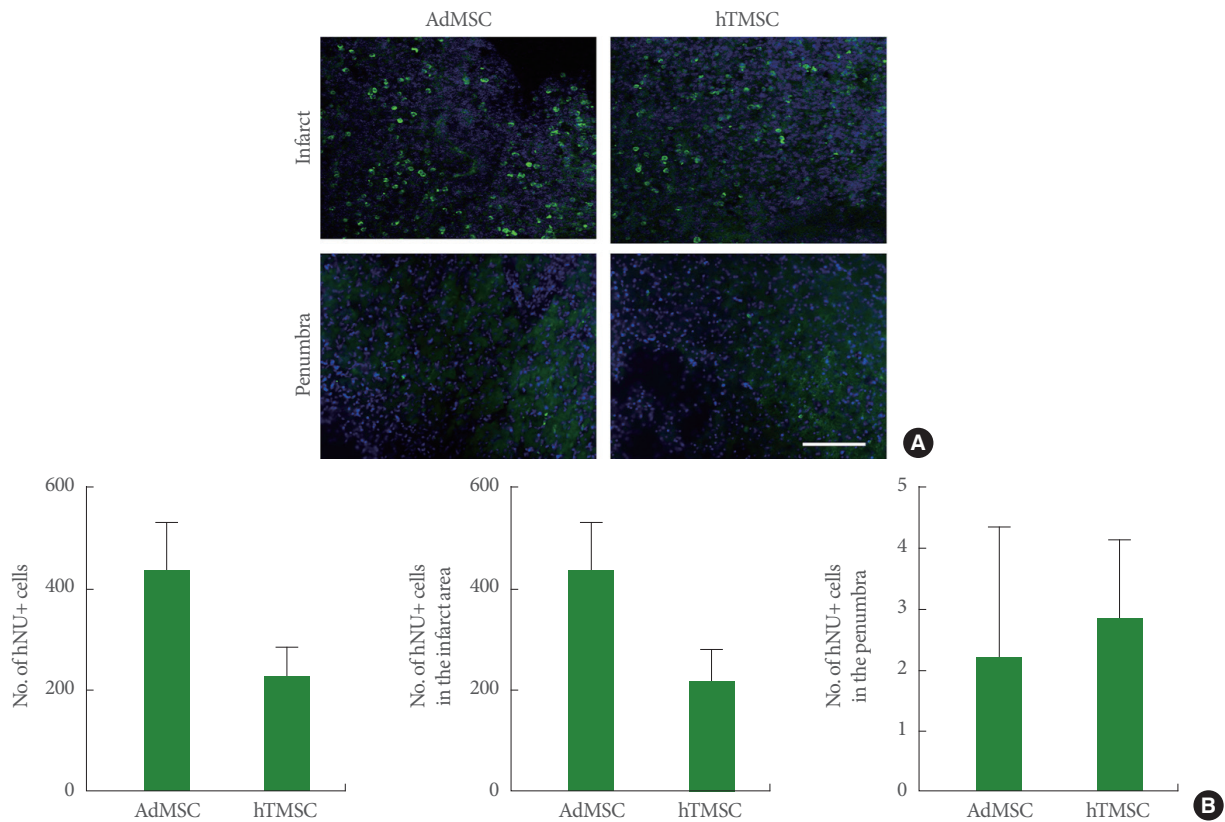 AdMSC hTMSC
Infarct
Penumbra
A
No. of hNU+ cells
600
400
200
0
AdMSC hTMSC
No. of hNU+ cells
in the infarct area
600
400
200
0
AdMSC hTMSC
No. of hNU+ cells
in the penumbra
5
4
3
2
1
0
AdMSC hTMSC
B